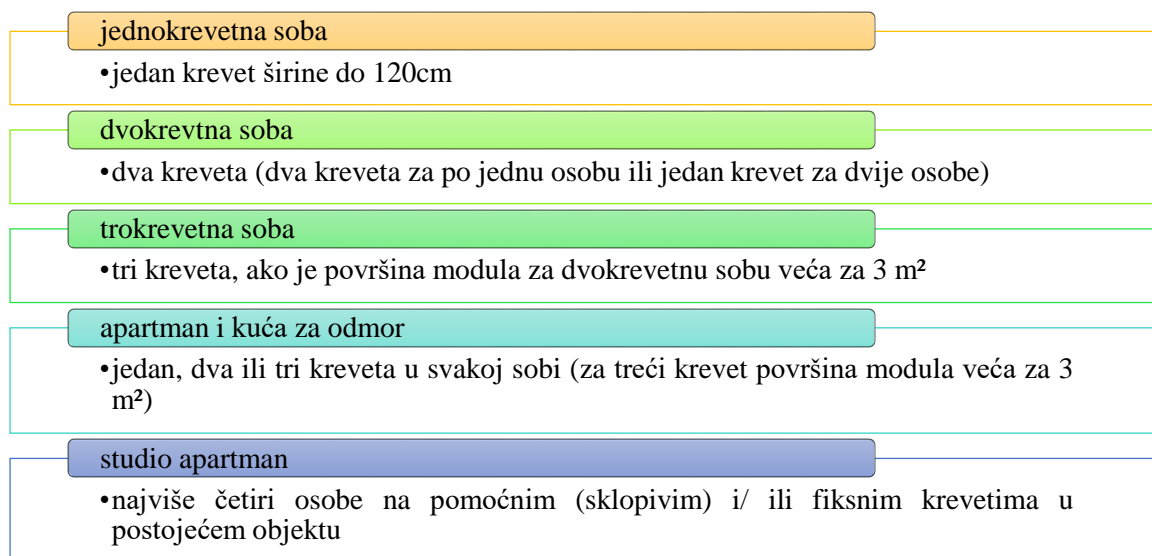 jednokrevetna soba
•jedan krevet širine do 120cm
dvokrevtna soba
•dva kreveta (dva kreveta za po jednu osobu ili jedan krevet za dvije osobe)
trokrevetna soba
•tri kreveta, ako je površina modula za dvokrevetnu sobu veća za 3 m²
apartman i kuća za odmor
•jedan, dva ili tri kreveta u svakoj sobi (za treći krevet površina modula veća za 3
m²)
studio apartman
•najviše četiri osobe na pomoćnim (sklopivim) i/ ili fiksnim krevetima u
postojećem objektu